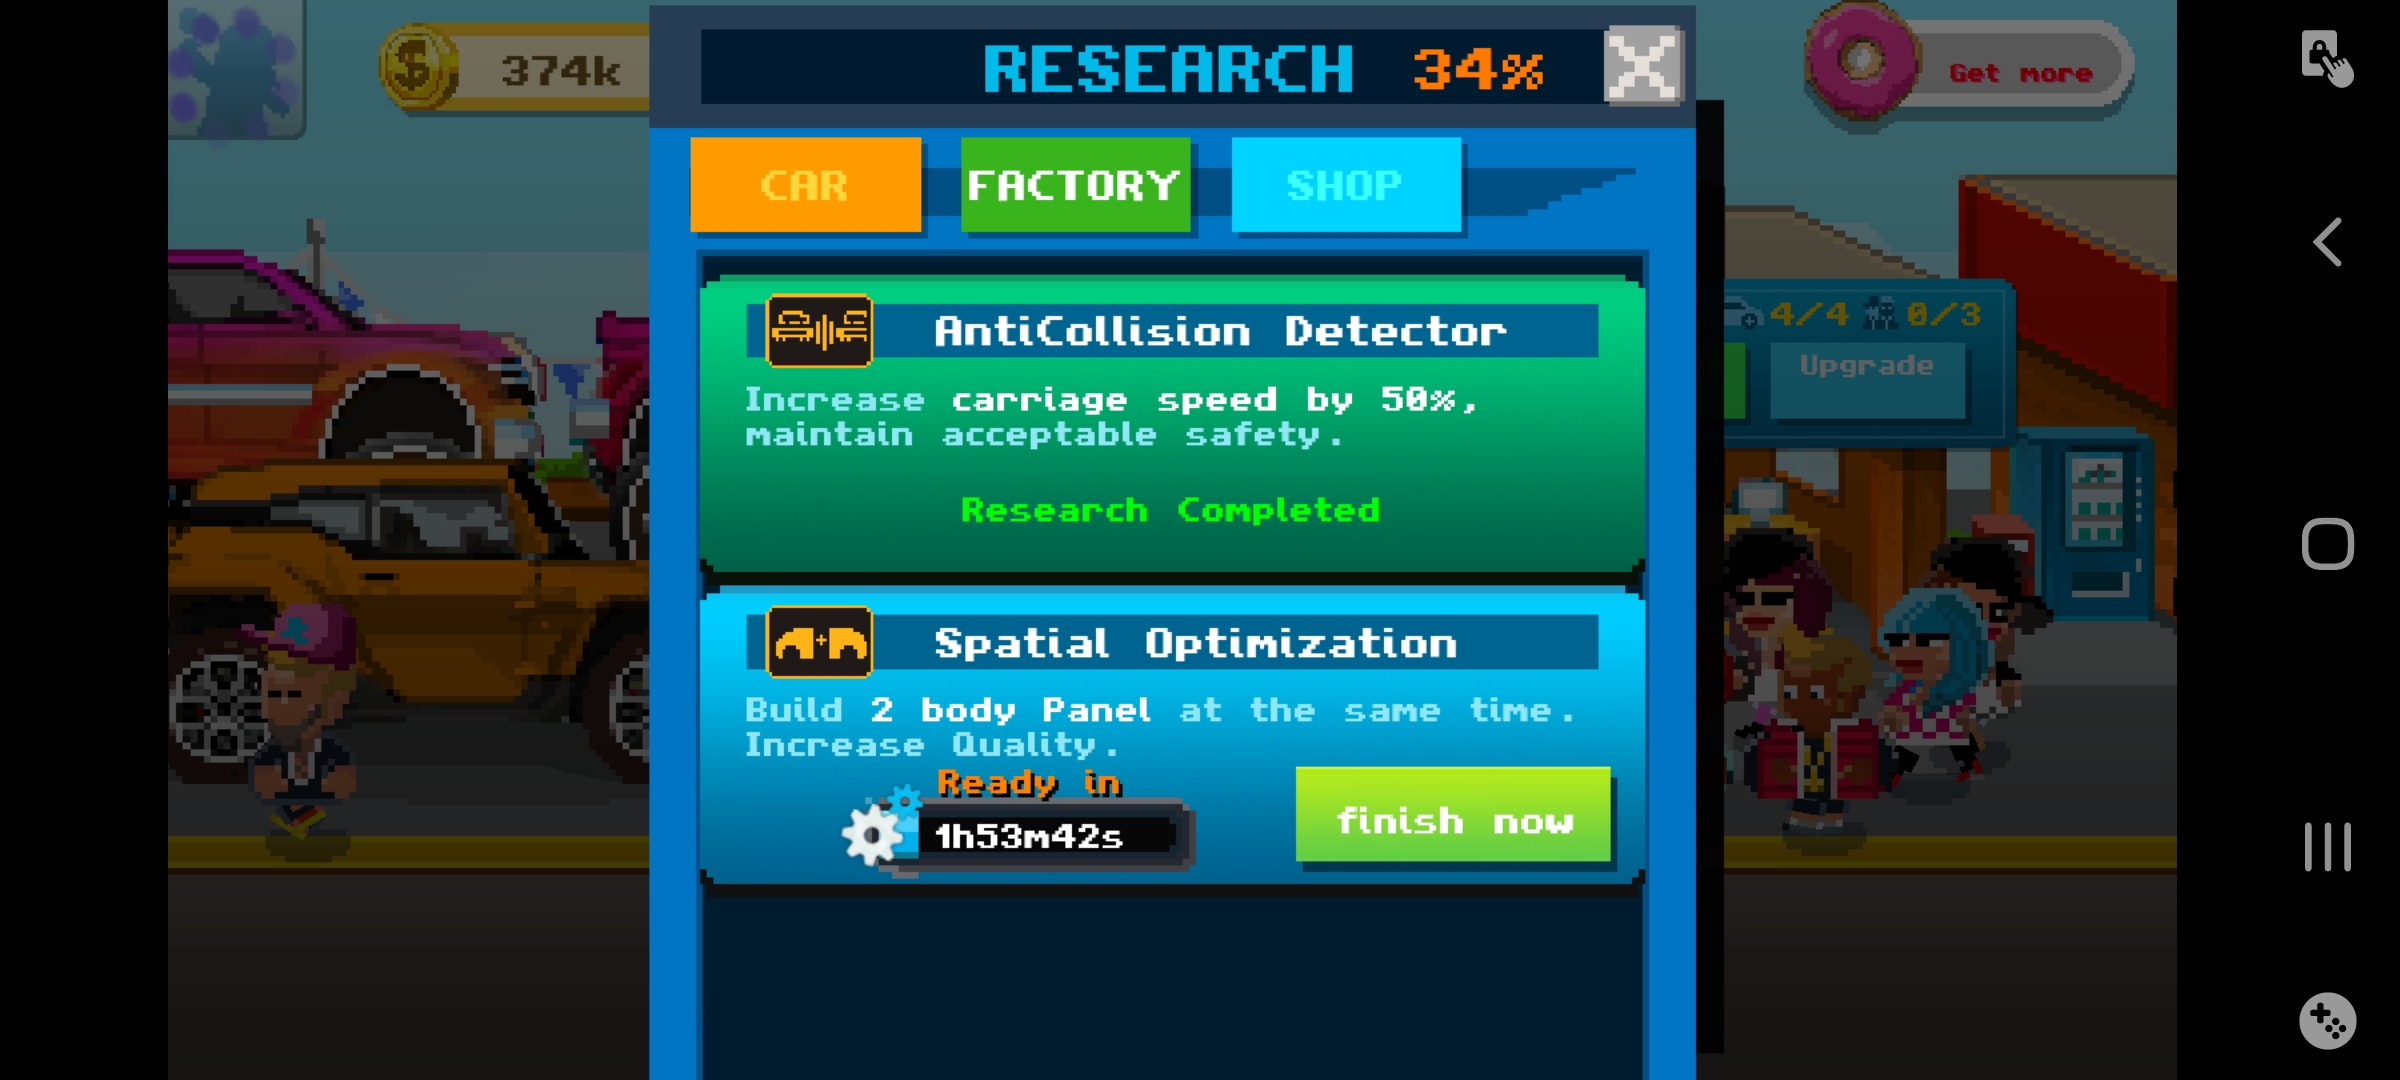 374k
RESEARCH 34%
Get more
CAR
FACTORY
SHOP
AntiCollision Detector
Increase carriage speed by 50%,
maintain acceptable safety.
Research Completed
4/4 0/3
Upgrade
Spatial Optimization
Build 2 body Panel at the same time.
Increase Quality.
Ready in
1h53m42s
finish now